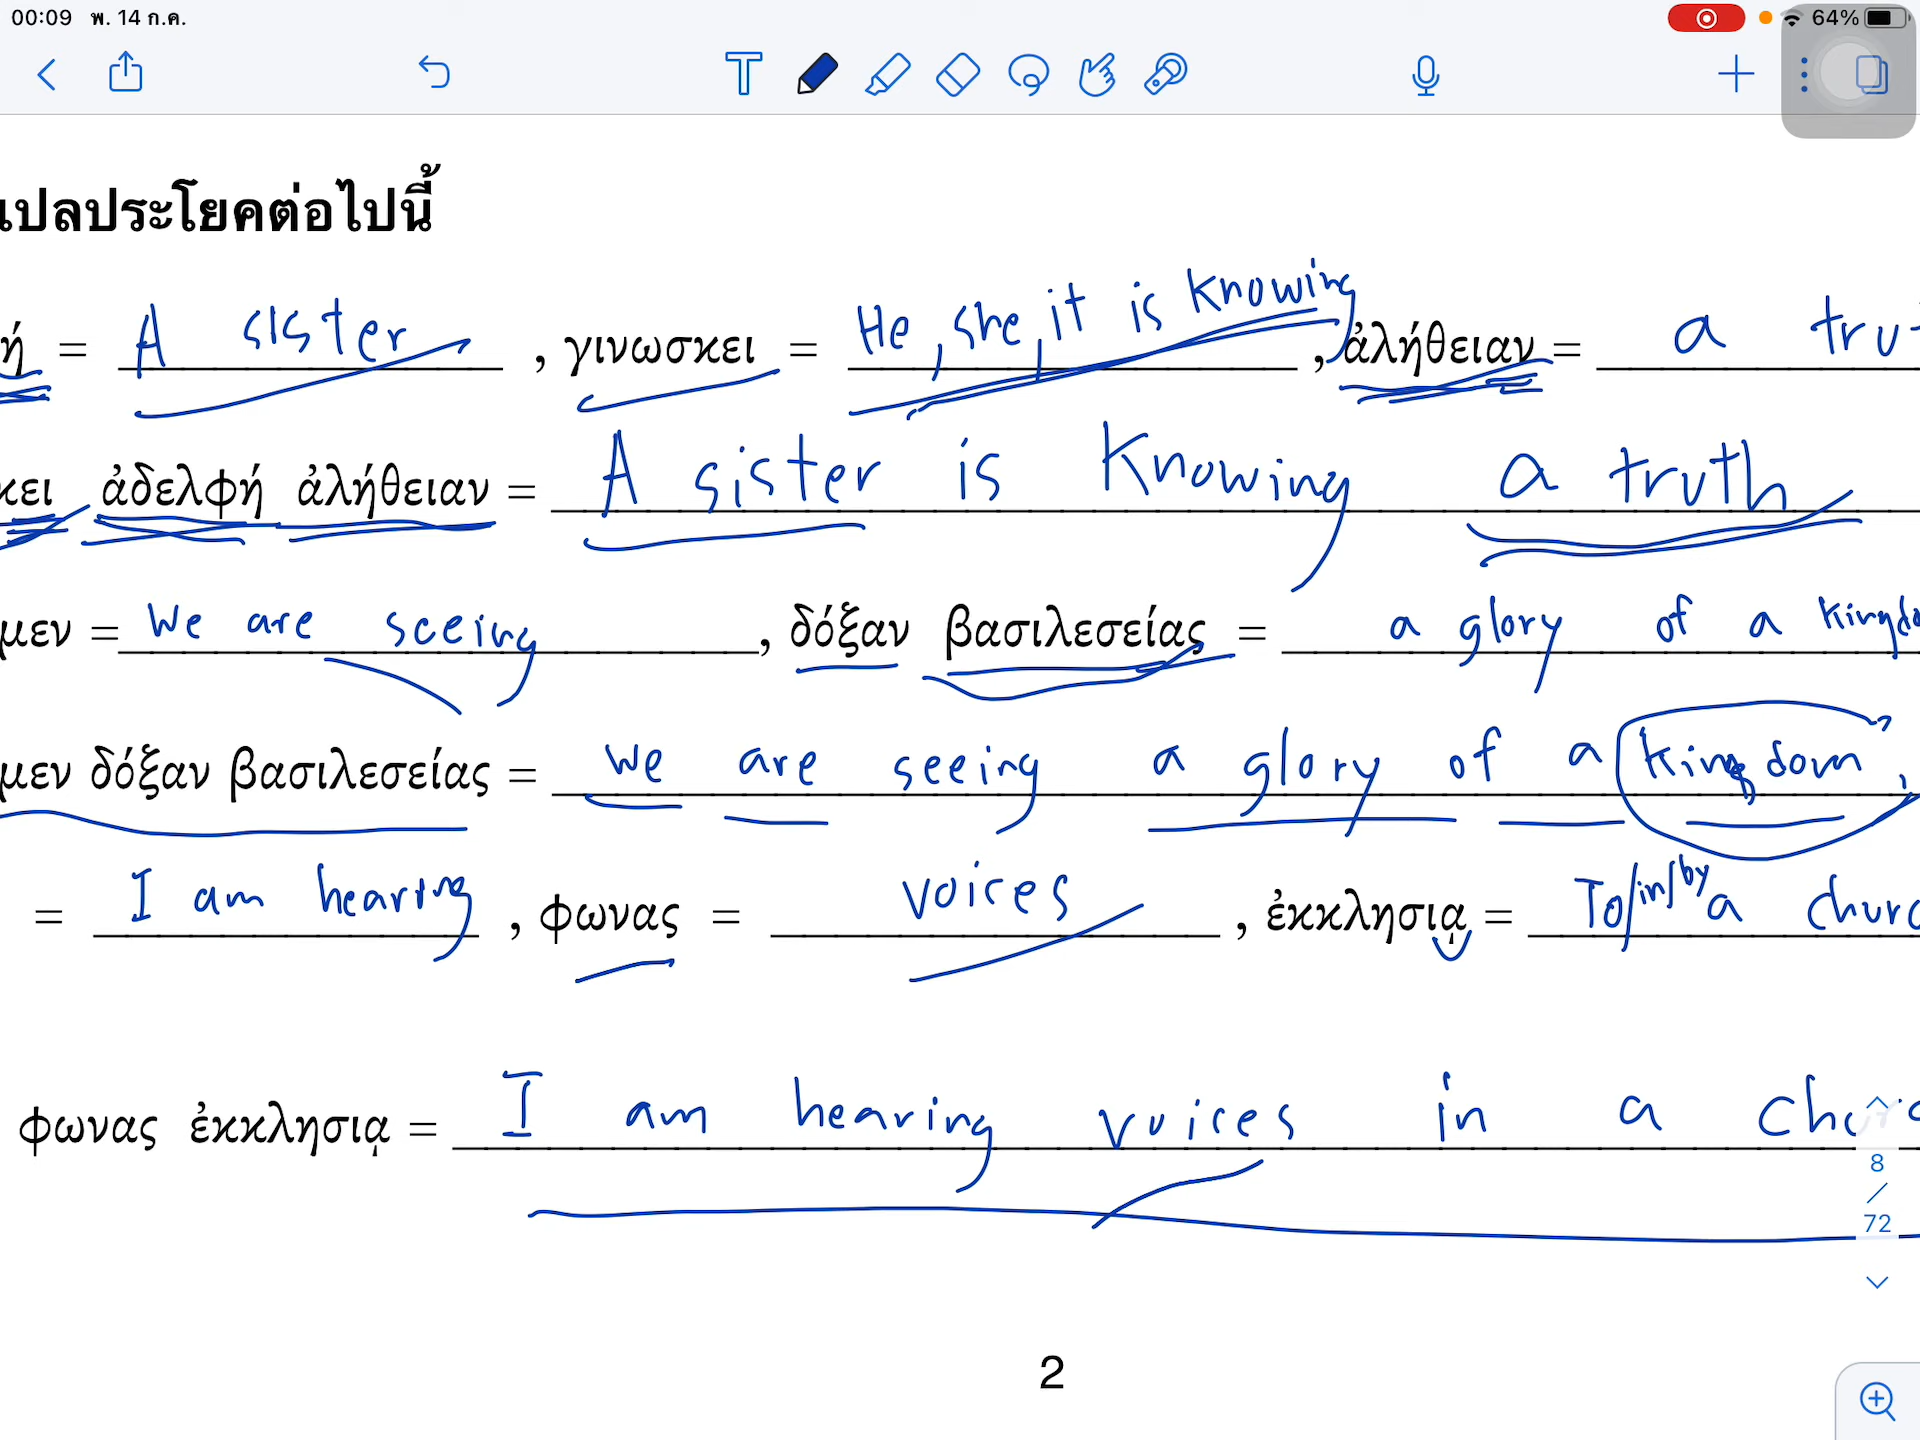 00:09 พ. 14 ก.ค. 64%
แปลประโยคต่อไปนี้
ή = A sister , γινωσκει = He, she, it is knowing , ἀλήθειαν = a tru
κει ἀδελφή ἀλήθειαν = A sister is knowing a truth
μεν = We are seeing , δόξαν βασιλεσείας = a glory of a kingdo
μεν δόξαν βασιλεσείας = we are seeing a glory of a kingdom,
= I am hearing , φωνας = voices , ἐκκλησιᾳ = To/in/by a churc
φωνας ἐκκλησιᾳ = I am hearing voices in a churc
8
/
72
2